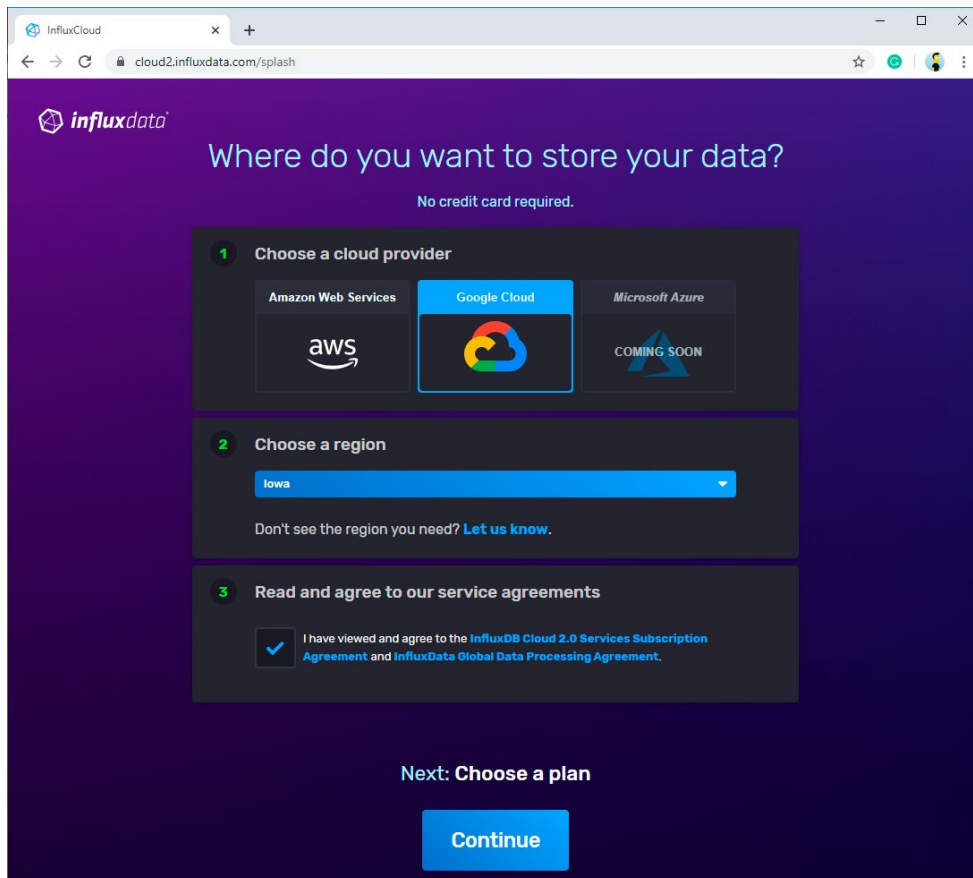 InfluxCloud
cloud2.influxdata.com/splash
influxdata
Where do you want to store your data?
No credit card required.
1 Choose a cloud provider
Amazon Web Services Google Cloud Microsoft Azure
aws COMING SOON
2 Choose a region
Iowa
Don't see the region you need? Let us know.
3 Read and agree to our service agreements
I have viewed and agree to the InfluxDB Cloud 2.0 Services Subscription
Agreement and InfluxData Global Data Processing Agreement.
Next: Choose a plan
Continue